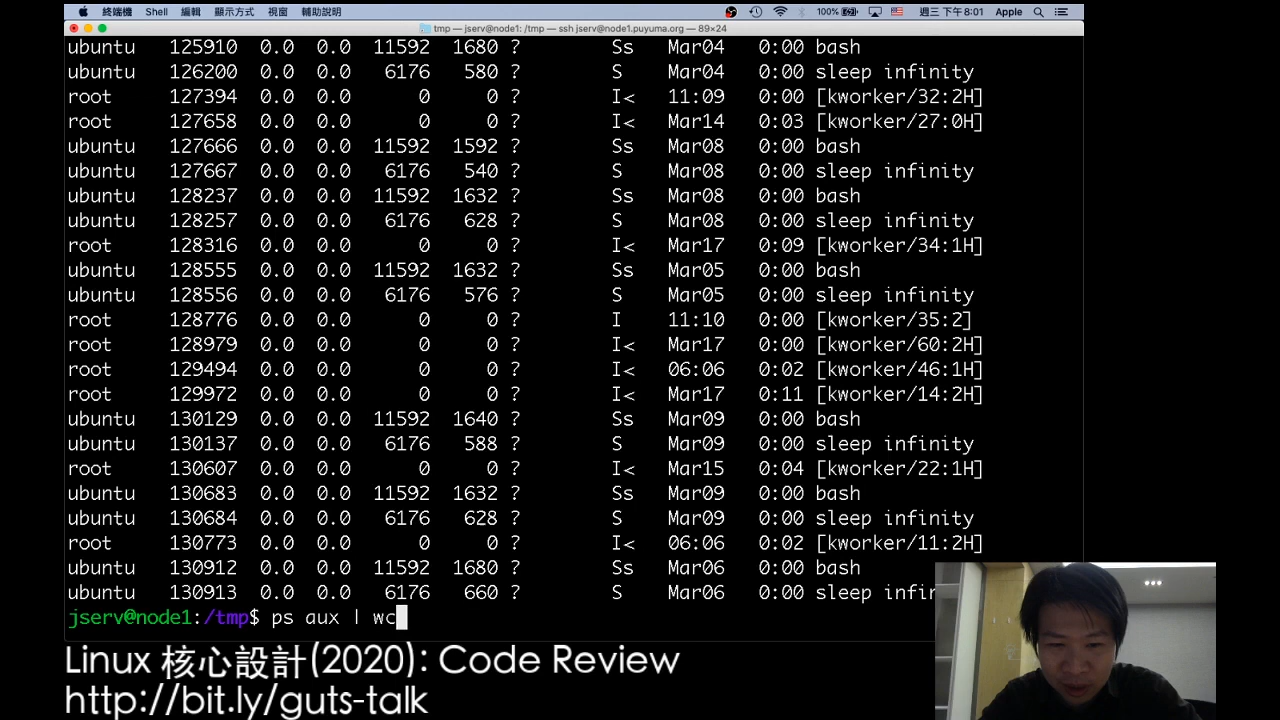 終端機 Shell 編輯 顯示方式 視窗 輔助說明 100% 週三 下午8:01 Apple
tmp — jserv@node1: /tmp — ssh jserv@node1.puyuma.org — 89×24
ubuntu 125910 0.0 0.0 11592 1680 ? Ss Mar04 0:00 bash
ubuntu 126200 0.0 0.0 6176 580 ? S Mar04 0:00 sleep infinity
root 127394 0.0 0.0 0 0 ? I< 11:09 0:00 [kworker/32:2H]
root 127658 0.0 0.0 0 0 ? I< Mar14 0:03 [kworker/27:0H]
ubuntu 127666 0.0 0.0 11592 1592 ? Ss Mar08 0:00 bash
ubuntu 127667 0.0 0.0 6176 540 ? S Mar08 0:00 sleep infinity
ubuntu 128237 0.0 0.0 11592 1632 ? Ss Mar08 0:00 bash
ubuntu 128257 0.0 0.0 6176 628 ? S Mar08 0:00 sleep infinity
root 128316 0.0 0.0 0 0 ? I< Mar17 0:09 [kworker/34:1H]
ubuntu 128555 0.0 0.0 11592 1632 ? Ss Mar05 0:00 bash
ubuntu 128556 0.0 0.0 6176 576 ? S Mar05 0:00 sleep infinity
root 128776 0.0 0.0 0 0 ? I 11:10 0:00 [kworker/35:2]
root 128979 0.0 0.0 0 0 ? I< Mar17 0:00 [kworker/60:2H]
root 129494 0.0 0.0 0 0 ? I< 06:06 0:02 [kworker/46:1H]
root 129972 0.0 0.0 0 0 ? I< Mar17 0:11 [kworker/14:2H]
ubuntu 130129 0.0 0.0 11592 1640 ? Ss Mar09 0:00 bash
ubuntu 130137 0.0 0.0 6176 588 ? S Mar09 0:00 sleep infinity
root 130607 0.0 0.0 0 0 ? I< Mar15 0:04 [kworker/22:1H]
ubuntu 130683 0.0 0.0 11592 1632 ? Ss Mar09 0:00 bash
ubuntu 130684 0.0 0.0 6176 628 ? S Mar09 0:00 sleep infinity
root 130773 0.0 0.0 0 0 ? I< 06:06 0:02 [kworker/11:2H]
ubuntu 130912 0.0 0.0 11592 1680 ? Ss Mar06 0:00 bash
ubuntu 130913 0.0 0.0 6176 660 ? S Mar06 0:00 sleep infi
jserv@node1:/tmp$ ps aux | wc
Linux 核心設計(2020): Code Review
http://bit.ly/guts-talk